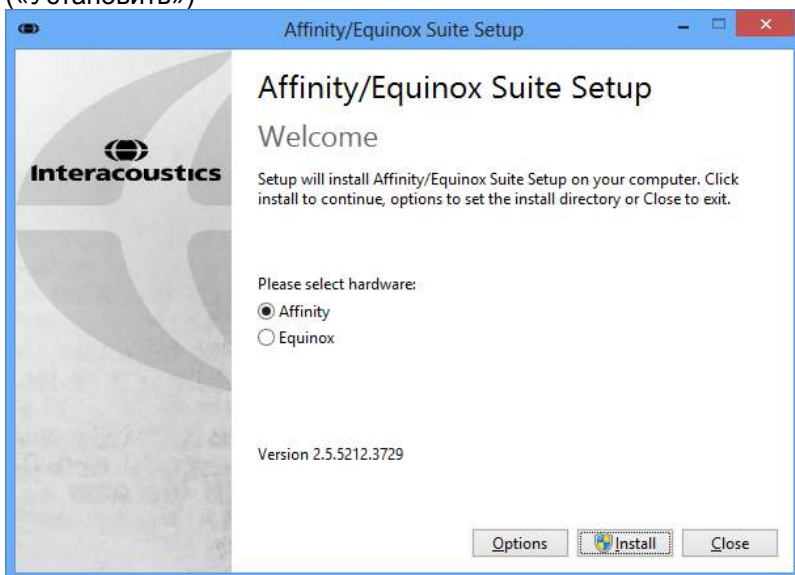 («Установить»)
Affinity/Equinox Suite Setup
Affinity/Equinox Suite Setup
Welcome
Interacoustics
Setup will install Affinity/Equinox Suite Setup on your computer. Click
install to continue, options to set the install directory or Close to exit.
Please select hardware:
Affinity
Equinox
Version 2.5.5212.3729
Options
Install
Close